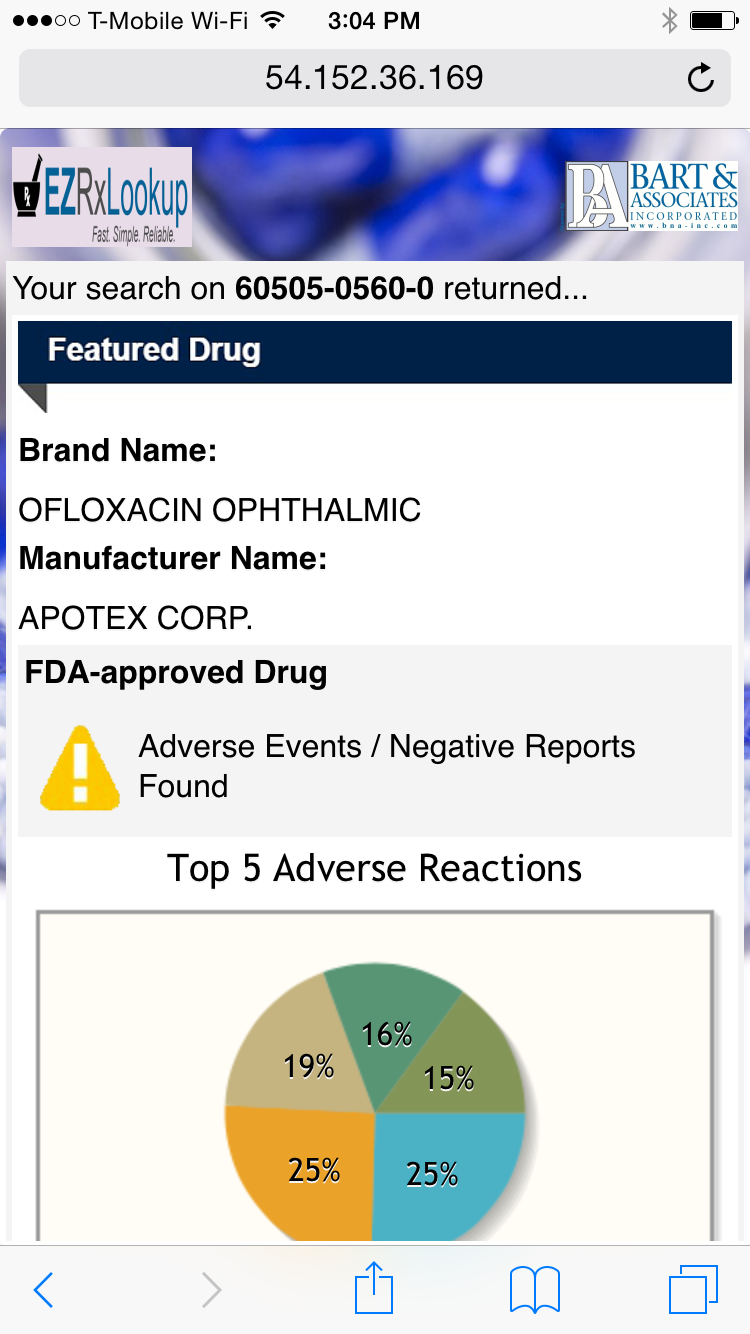 T-Mobile Wi-Fi 3:04 PM
54.152.36.169
EZRxLookup
Fast. Simple. Reliable.
Rx
BA
BART &
ASSOCIATES
INCORPORATED
www.bna-inc.com
Your search on 60505-0560-0 returned...
Featured Drug
Brand Name:
OFLOXACIN OPHTHALMIC
Manufacturer Name:
APOTEX CORP.
FDA-approved Drug
Adverse Events / Negative Reports
Found
Top 5 Adverse Reactions
16%
19%
15%
25%
25%